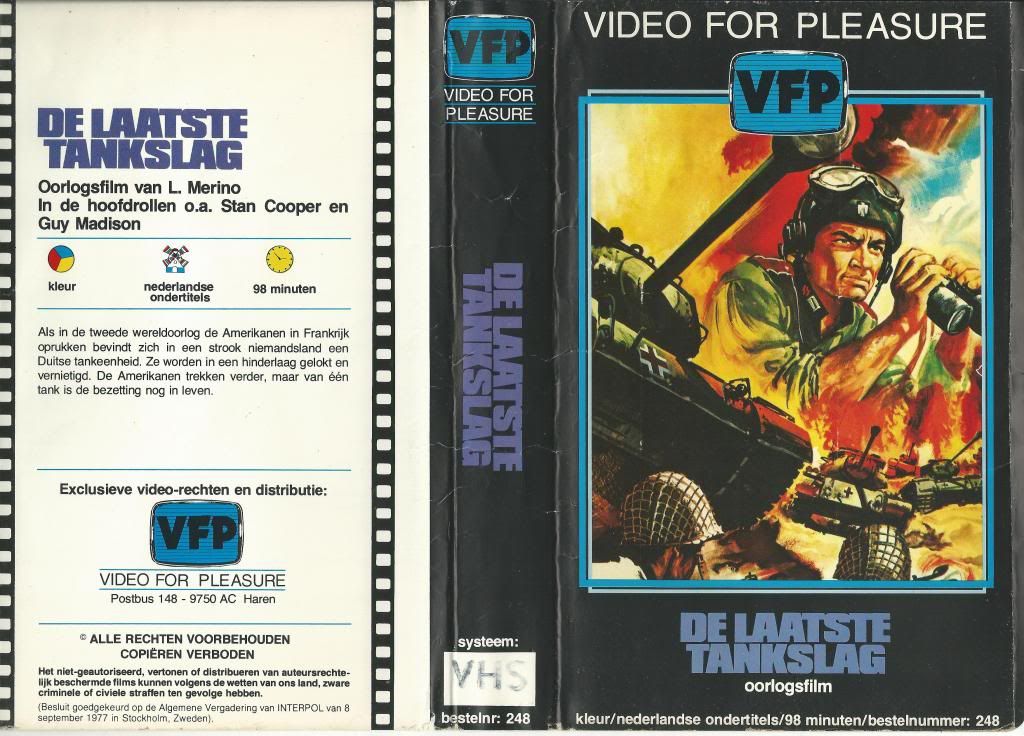 DE LAATSTE
TANKSLAG
Oorlogsfilm van L. Merino
In de hoofdrollen o.a. Stan Cooper en
Guy Madison
kleur
nederlandse
ondertitels
98 minuten
Als in de tweede wereldoorlog de Amerikanen in Frankrijk
oprukken bevindt zich in een strook niemandsland een
Duitse tankeenheid. Ze worden in een hinderlaag gelokt en
vernietigd. De Amerikanen trekken verder, maar van één
tank is de bezetting nog in leven.
Exclusieve video-rechten en distributie:
VFP
VIDEO FOR PLEASURE
Postbus 148 - 9750 AC Haren
© ALLE RECHTEN VOORBEHOUDEN
COPIËREN VERBODEN
Het niet-geautoriseerd, vertonen of distribueren van auteursrechte-
lijk beschermde films kunnen volgens de wetten van ons land, zware
criminele of civiele straffen ten gevolge hebben.
(Besluit goedgekeurd op de Algemene Vergadering van INTERPOL van 8
september 1977 in Stockholm, Zweden).
VFP
VIDEO FOR
PLEASURE
DE LAATSTE
TANKSLAG
systeem:
VHS
bestelnr: 248
VIDEO FOR PLEASURE
VFP
DE LAATSTE
TANKSLAG
oorlogsfilm
kleur/nederlandse ondertitels/98 minuten/bestelnummer: 248